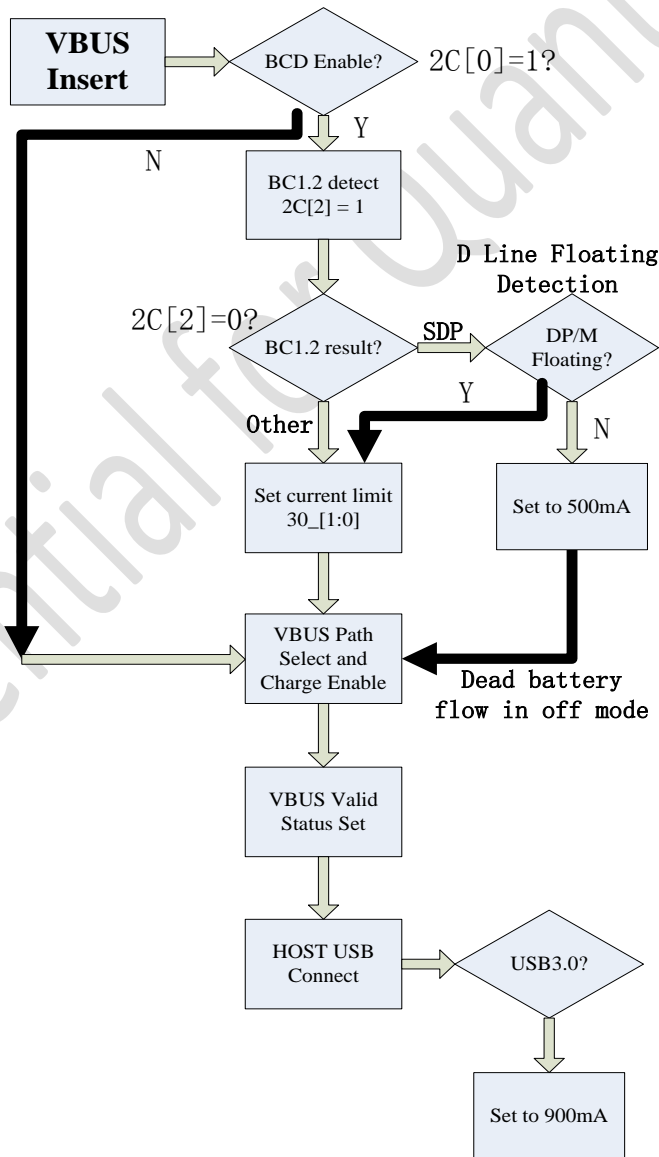 VBUS
Insert
BCD Enable?
2C[0]=1?
Y
N
BC1.2 detect
2C[2] = 1
D Line Floating
Detection
2C[2]=0?
BC1.2 result?
SDP
DP/M
Floating?
Y
Other
N
Set current limit
30_[1:0]
Set to 500mA
VBUS Path
Select and
Charge Enable
Dead battery
flow in off mode
VBUS Valid
Status Set
HOST USB
Connect
USB3.0?
Set to 900mA
ential for Quan